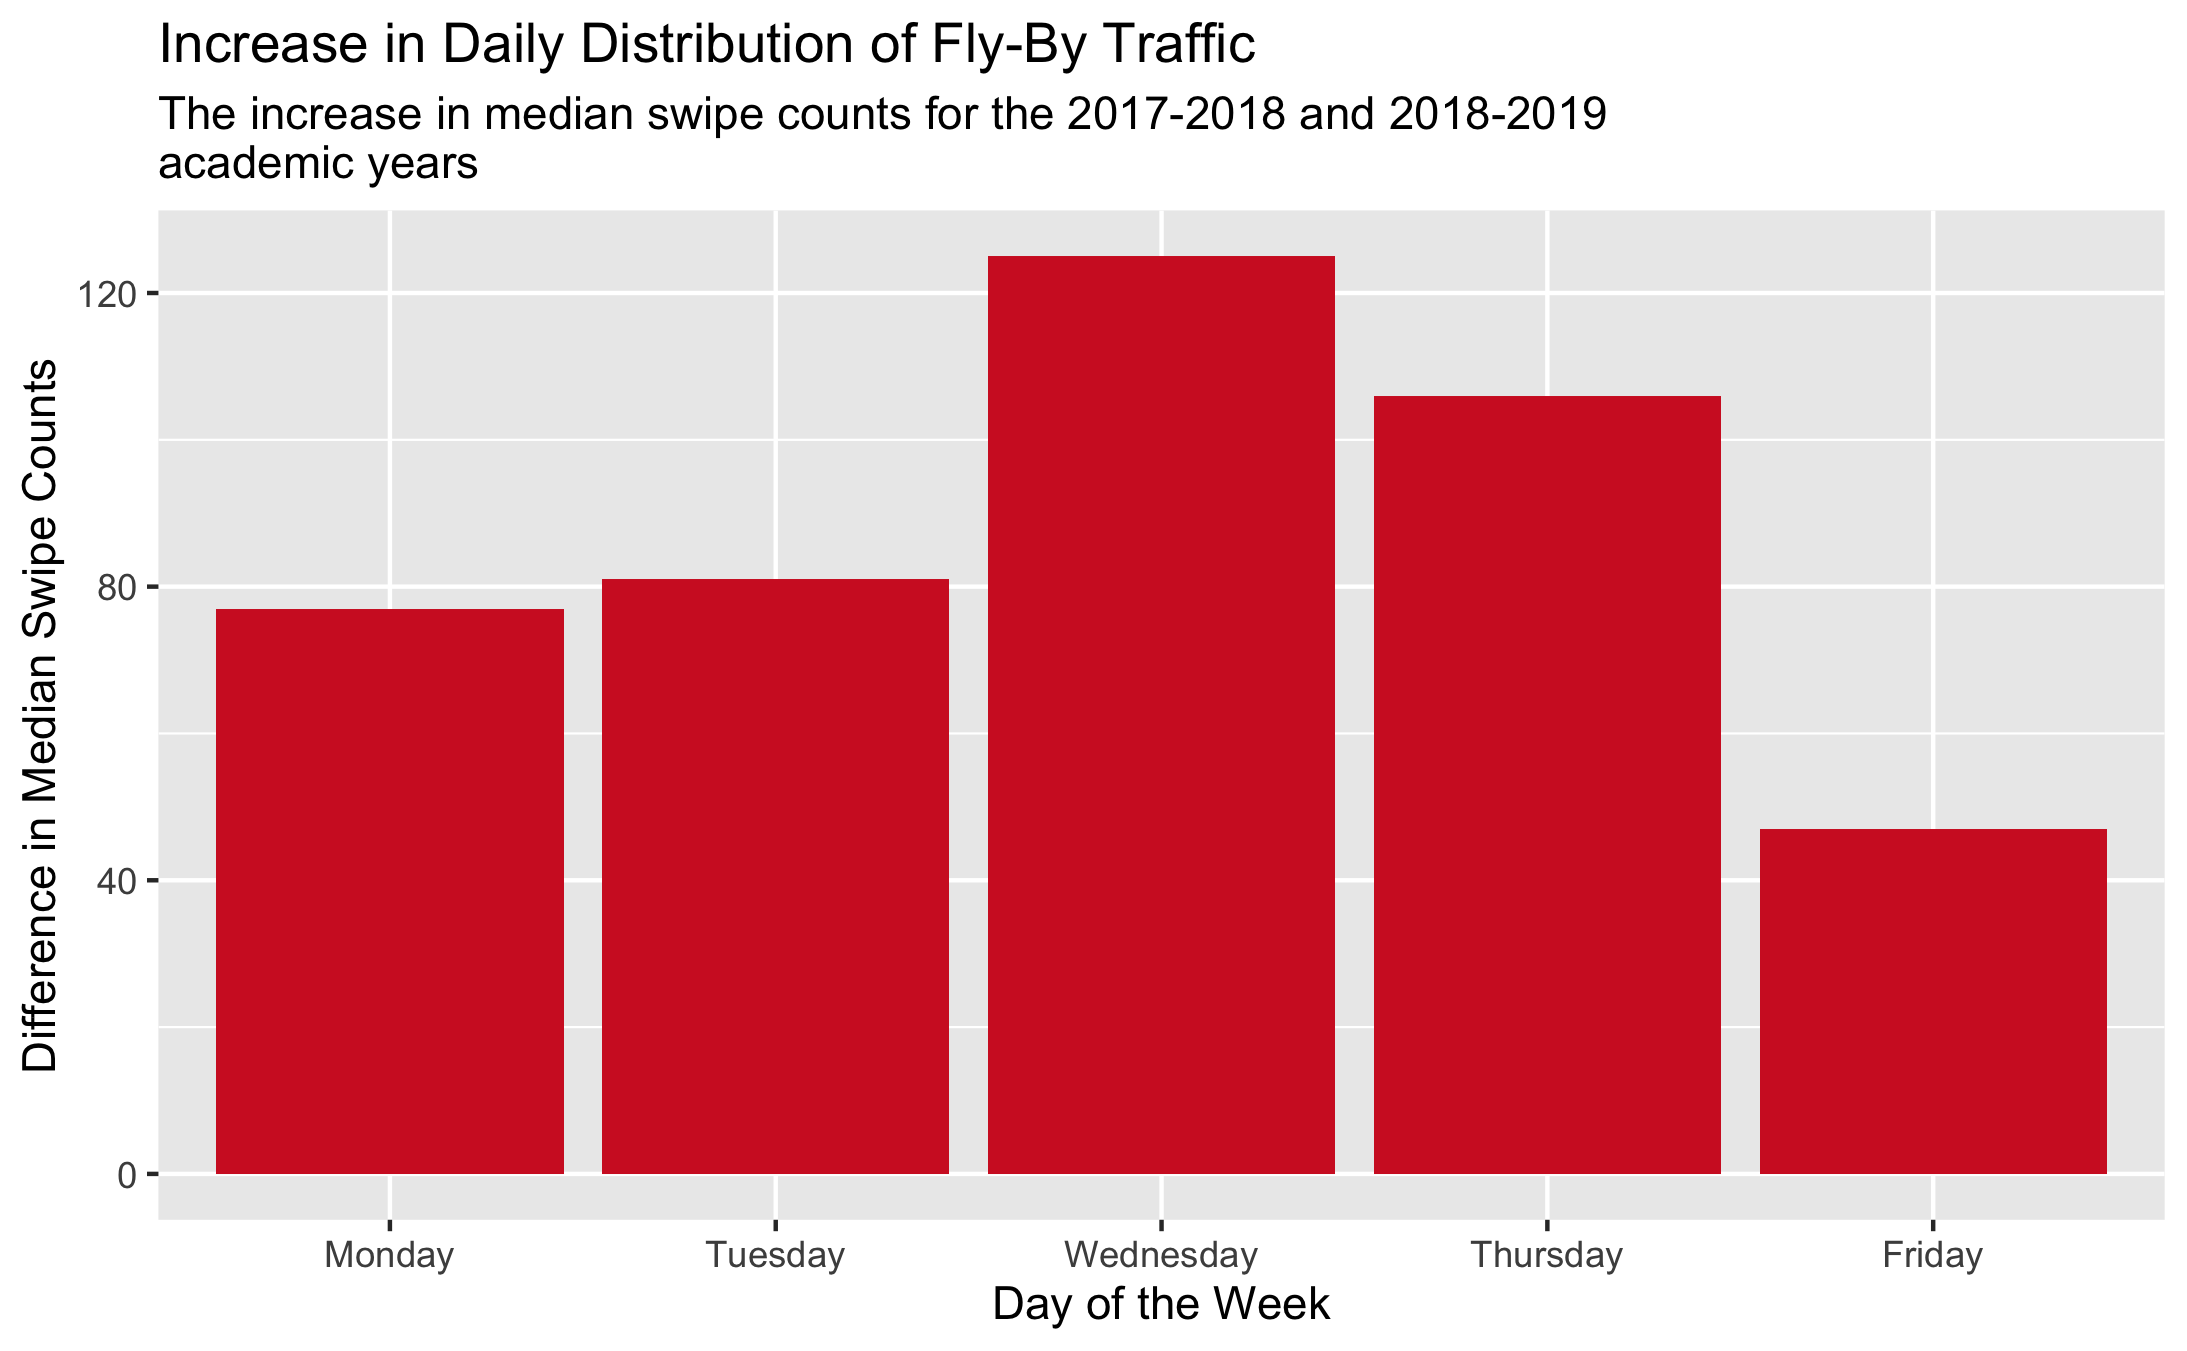 Increase in Daily Distribution of Fly-By Traffic
The increase in median swipe counts for the 2017-2018 and 2018-2019
academic years
Difference in Median Swipe Counts
120
80
40
0
Monday Tuesday Wednesday Thursday Friday
Day of the Week